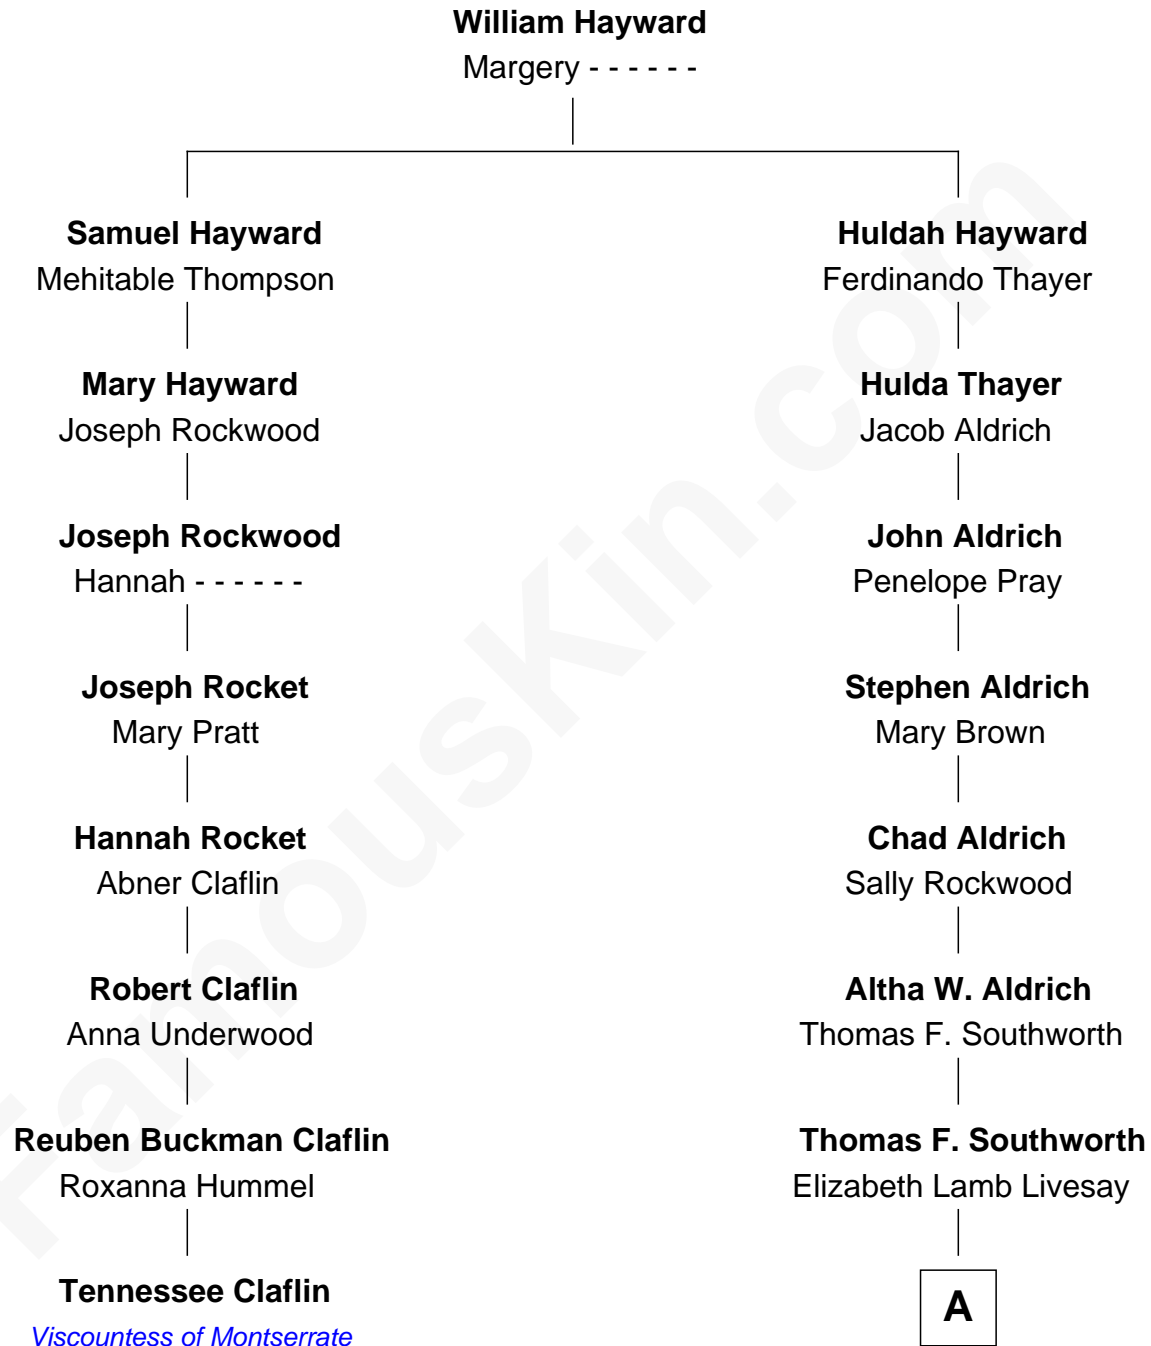 William Hayward
Margery - - - - - -
Samuel Hayward
Mehitable Thompson
Huldah Hayward
Ferdinando Thayer
Mary Hayward
Joseph Rockwood
Hulda Thayer
Jacob Aldrich
Joseph Rockwood
Hannah - - - - - -
John Aldrich
Penelope Pray
Joseph Rocket
Mary Pratt
Stephen Aldrich
Mary Brown
Hannah Rocket
Abner Claflin
Chad Aldrich
Sally Rockwood
Robert Claflin
Anna Underwood
Altha W. Aldrich
Thomas F. Southworth
Reuben Buckman Claflin
Roxanna Hummel
Thomas F. Southworth
Elizabeth Lamb Livesay
Tennessee Claflin
Viscountess of Montserrate
A
FamousKin.com